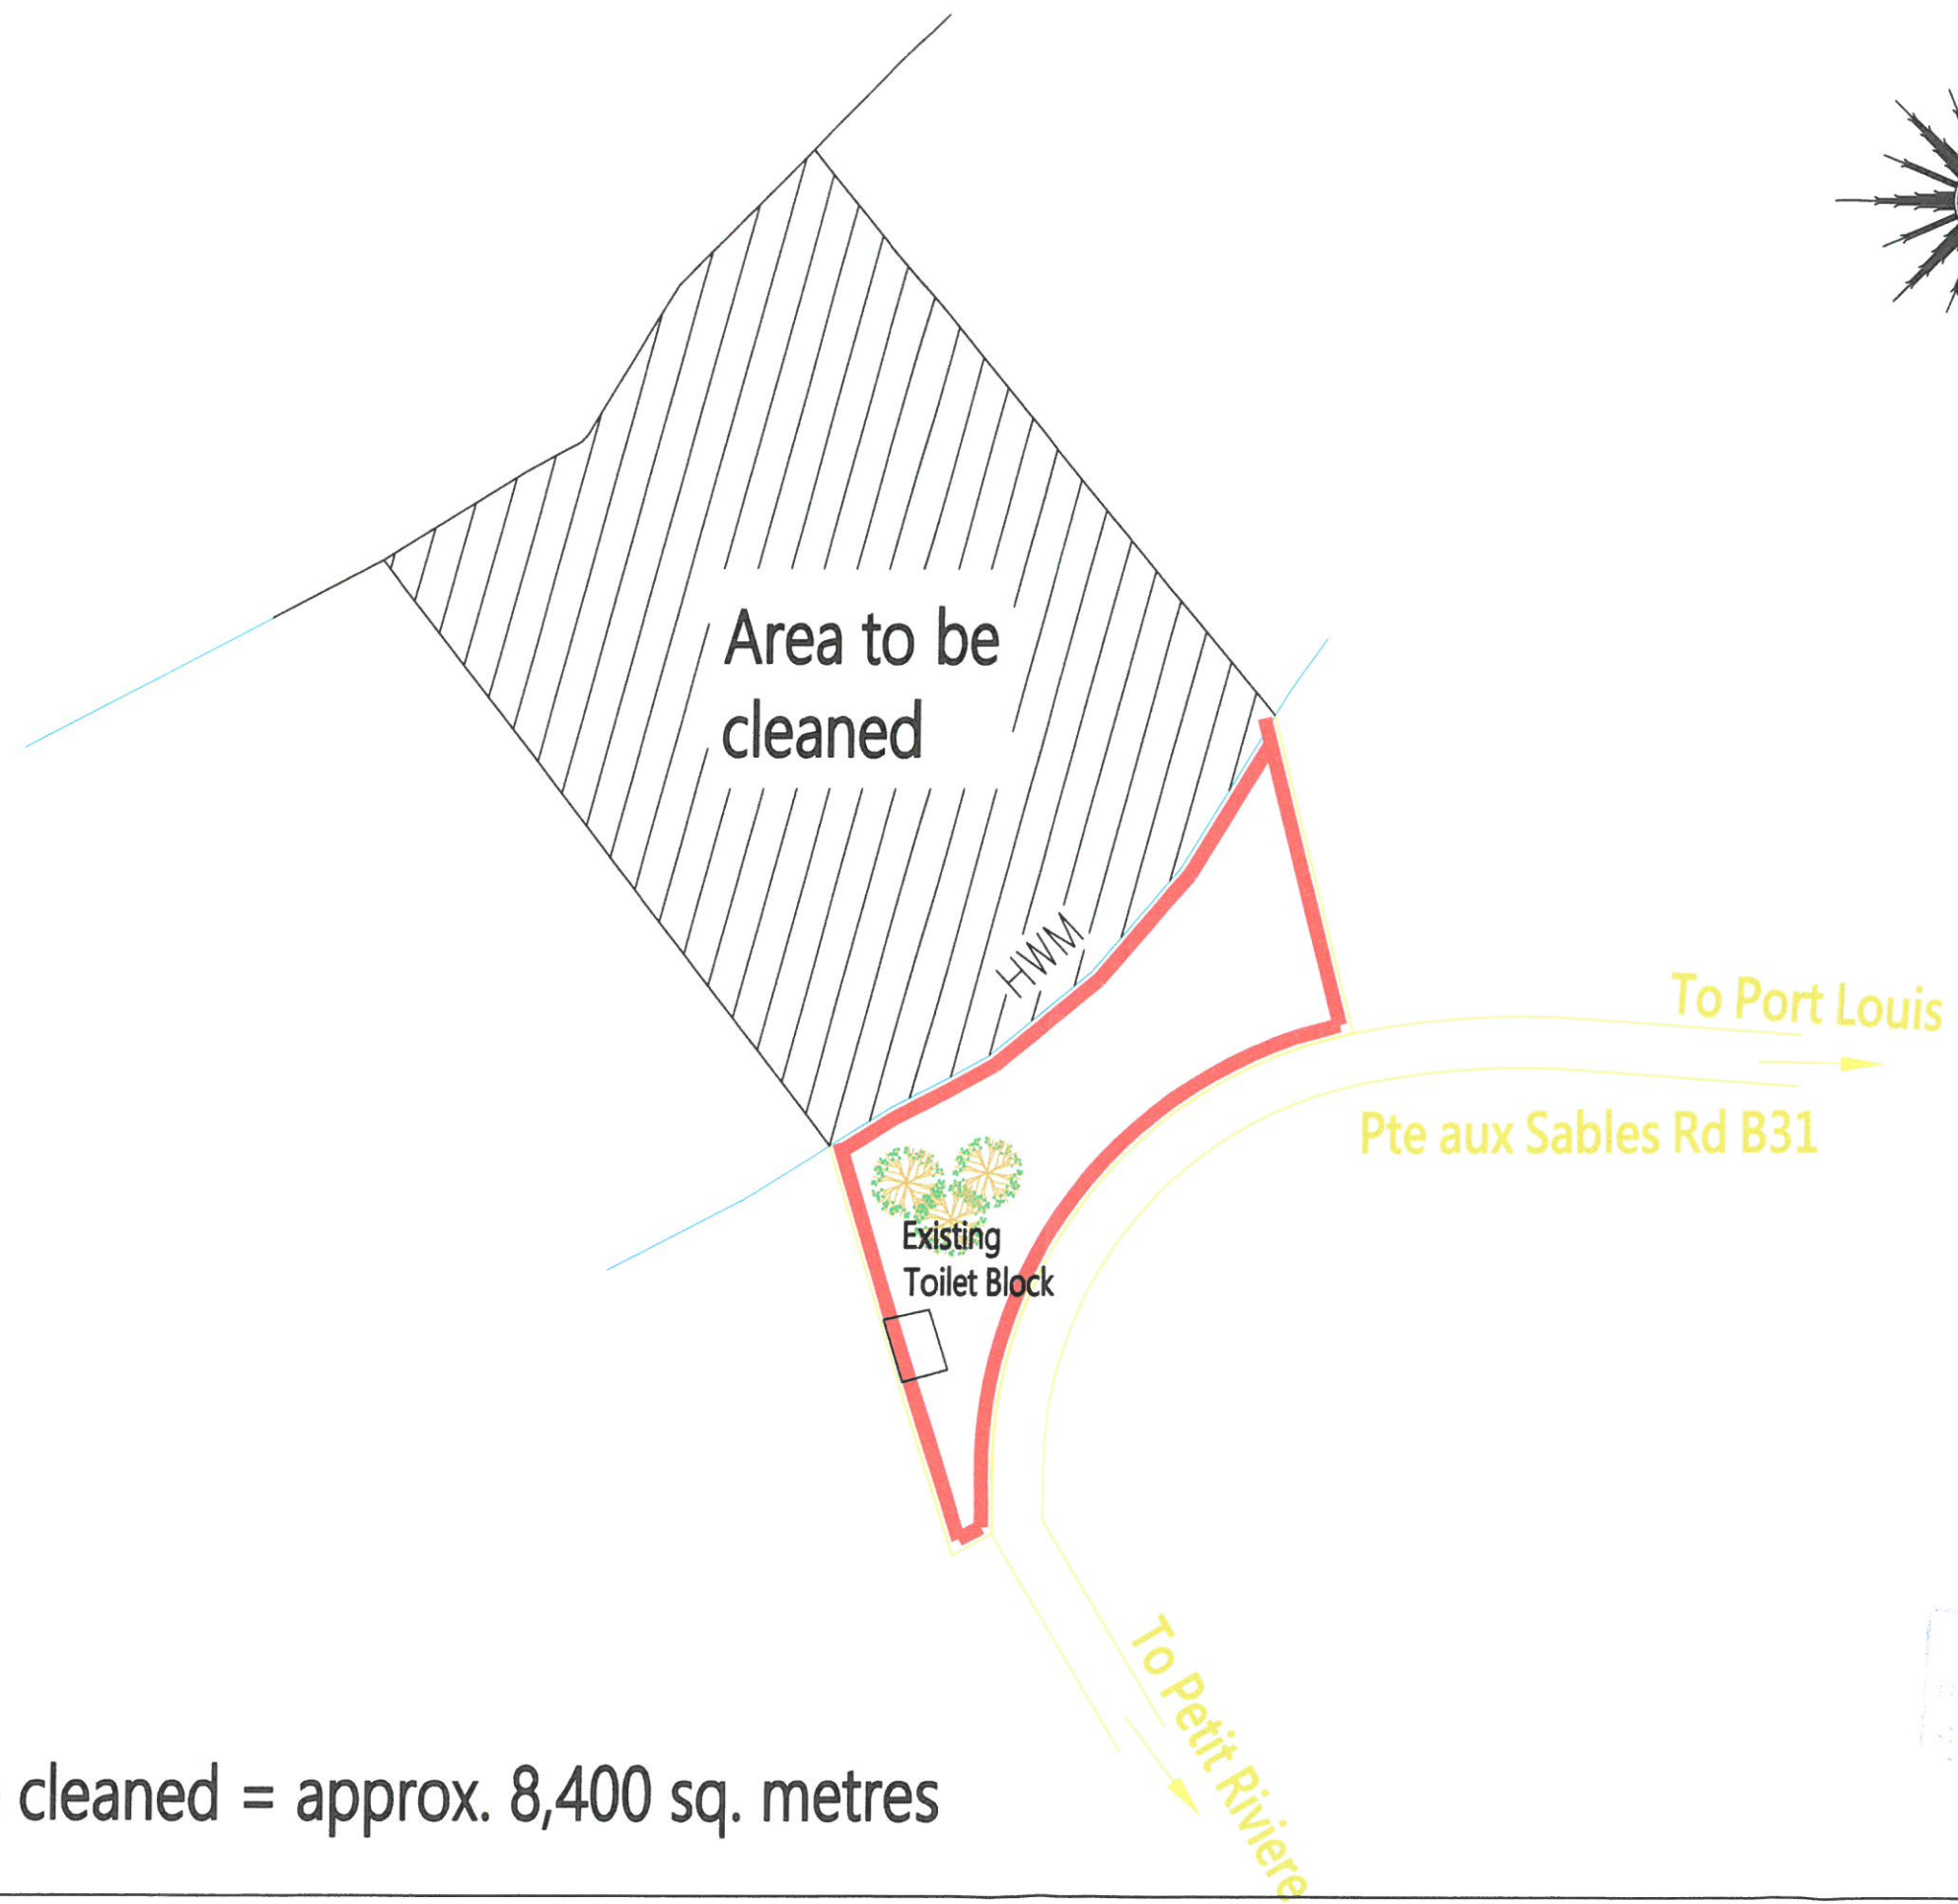 Area to be
cleaned
HWM
To Port Louis
Pte aux Sables Rd B31
Existing
Toilet Block
To Petit Riviere
cleaned = approx. 8,400 sq. metres